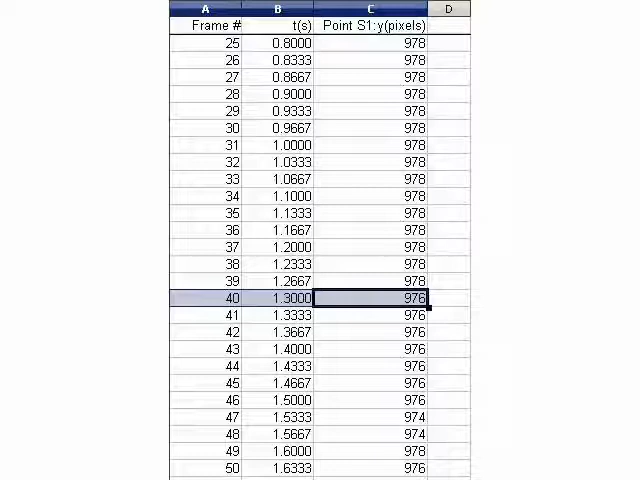 A B C D
Frame # t(s) Point S1:y(pixels)
25 0.8000 978
26 0.8333 978
27 0.8667 978
28 0.9000 978
29 0.9333 978
30 0.9667 978
31 1.0000 978
32 1.0333 978
33 1.0667 978
34 1.1000 978
35 1.1333 978
36 1.1667 978
37 1.2000 978
38 1.2333 978
39 1.2667 978
40 1.3000 976
41 1.3333 976
42 1.3667 976
43 1.4000 976
44 1.4333 976
45 1.4667 976
46 1.5000 976
47 1.5333 974
48 1.5667 974
49 1.6000 978
50 1.6333 976